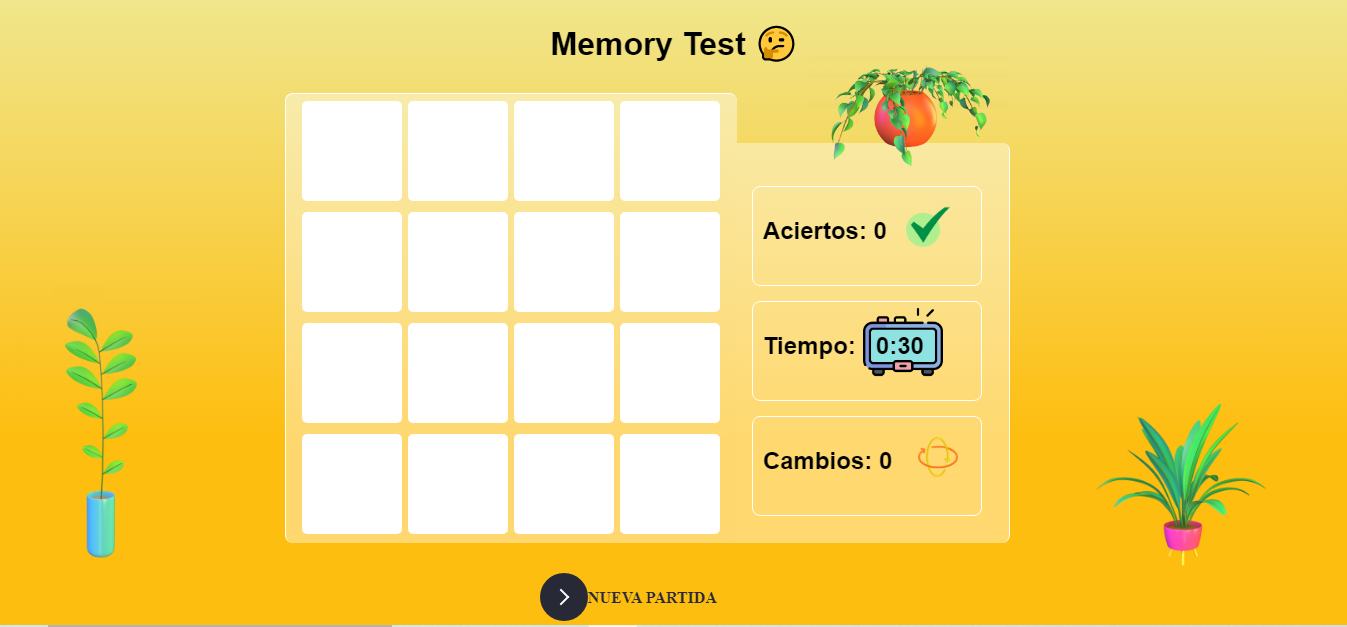 Memory Test
Aciertos: 0
Tiempo: 0:30
Cambios: 0
NUEVA PARTIDA